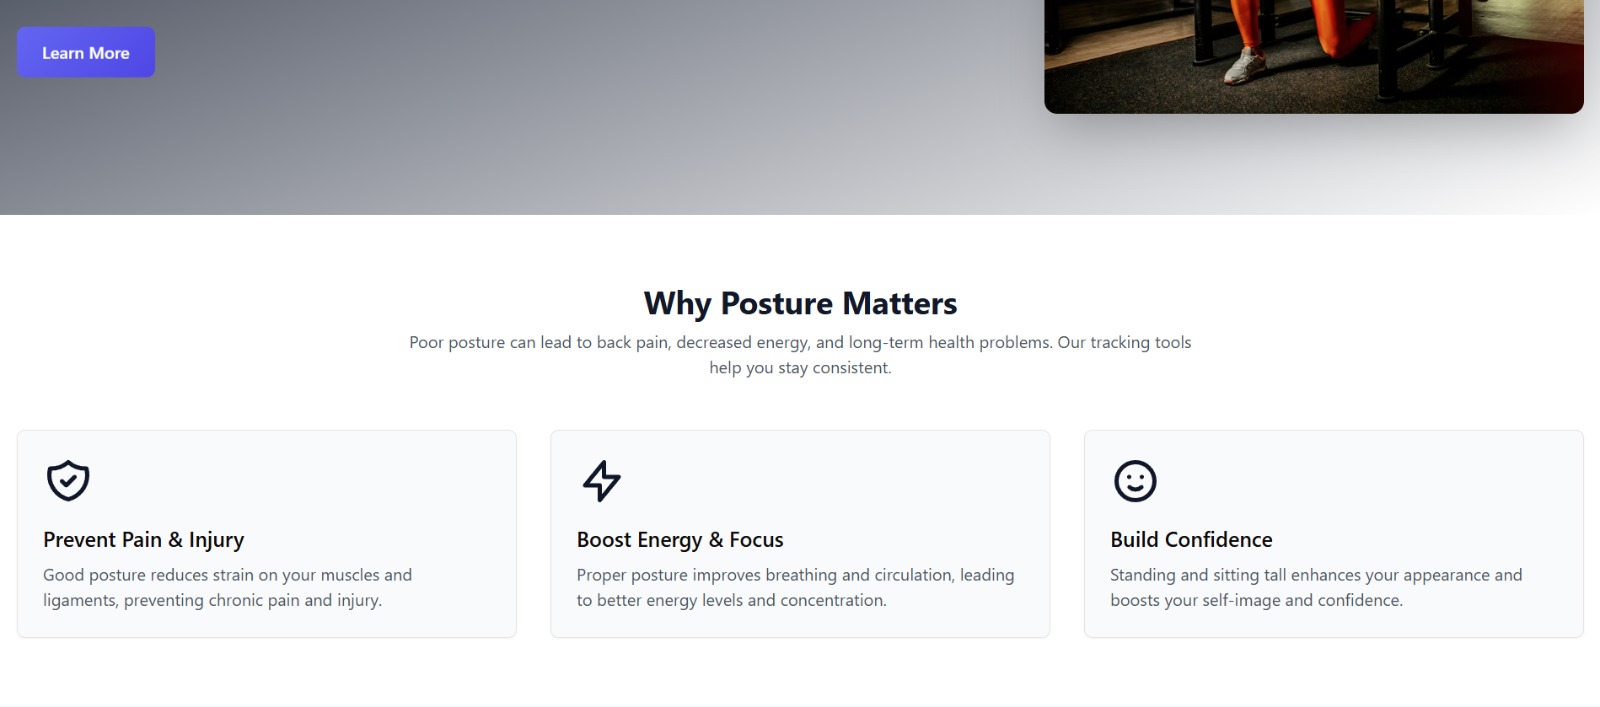 Learn More
Why Posture Matters
Poor posture can lead to back pain, decreased energy, and long-term health problems. Our tracking tools
help you stay consistent.
Prevent Pain & Injury
Good posture reduces strain on your muscles and
ligaments, preventing chronic pain and injury.
Boost Energy & Focus
Proper posture improves breathing and circulation, leading
to better energy levels and concentration.
Build Confidence
Standing and sitting tall enhances your appearance and
boosts your self-image and confidence.